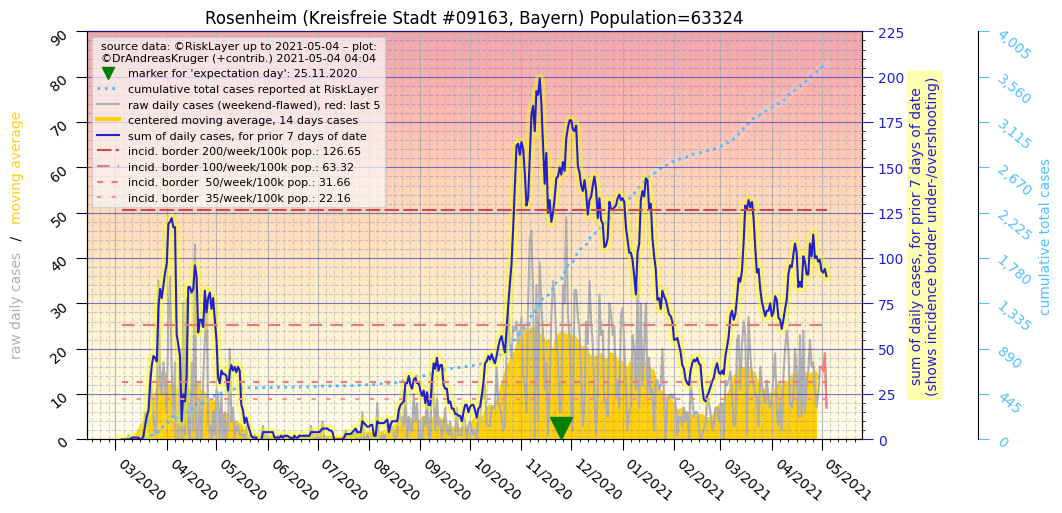 Rosenheim (Kreisfreie Stadt #09163, Bayern) Population=63324
source data: ©RiskLayer up to 2021-05-04 – plot:
©DrAndreasKruger (+contrib.) 2021-05-04 04:04
marker for 'expectation day': 25.11.2020
cumulative total cases reported at RiskLayer
raw daily cases (weekend-flawed), red: last 5
centered moving average, 14 days cases
sum of daily cases, for prior 7 days of date
incid. border 200/week/100k pop.: 126.65
incid. border 100/week/100k pop.: 63.32
incid. border  50/week/100k pop.: 31.66
incid. border  35/week/100k pop.: 22.16
raw daily cases  /  moving average
90
80
70
60
50
40
30
20
10
0
03/2020
04/2020
05/2020
06/2020
07/2020
08/2020
09/2020
10/2020
11/2020
12/2020
01/2021
02/2021
03/2021
04/2021
05/2021
225
200
175
150
125
100
75
50
25
0
sum of daily cases, for prior 7 days of date
(shows incidence border under-/overshooting)
4,005
3,560
3,115
2,670
2,225
1,780
1,335
890
445
0
cumulative total cases